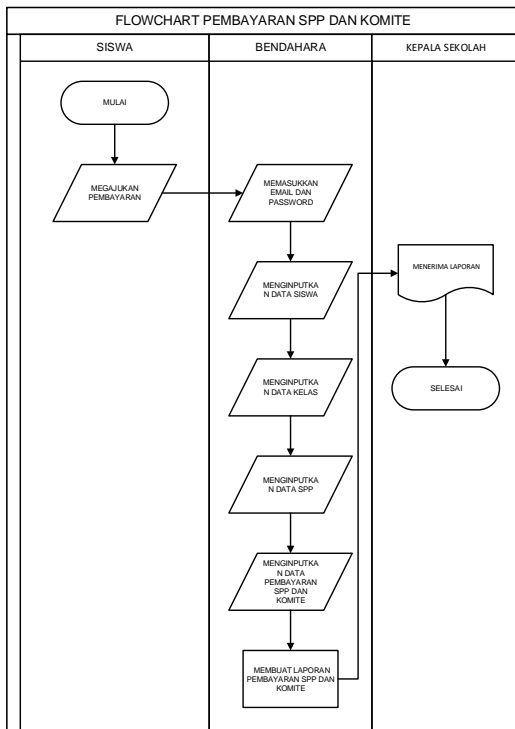 FLOWCHART PEMBAYARAN SPP DAN KOMITE
SISWA
BENDAHARA
KEPALA SEKOLAH
MULAI
MEGAJUKAN
PEMBAYARAN
MEMASUKKAN
EMAIL DAN
PASSWORD
MENGINPUTKA
N DATA SISWA
MENGINPUTKA
N DATA KELAS
MENGINPUTKA
N DATA SPP
MENGINPUTKA
N DATA
PEMBAYARAN
SPP DAN
KOMITE
MEMBUAT LAPORAN
PEMBAYARAN SPP DAN
KOMITE
MENERIMA LAPORAN
SELESAI